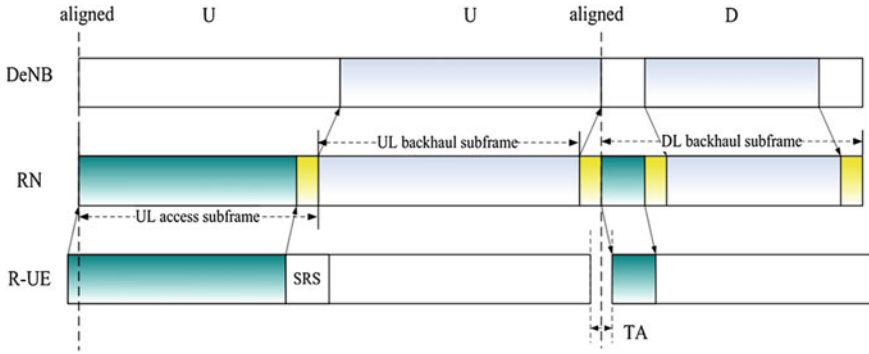 aligned U U aligned D
DeNB
UL backhaul subframe DL backhaul subframe
RN
UL access subframe
R-UE SRS
TA